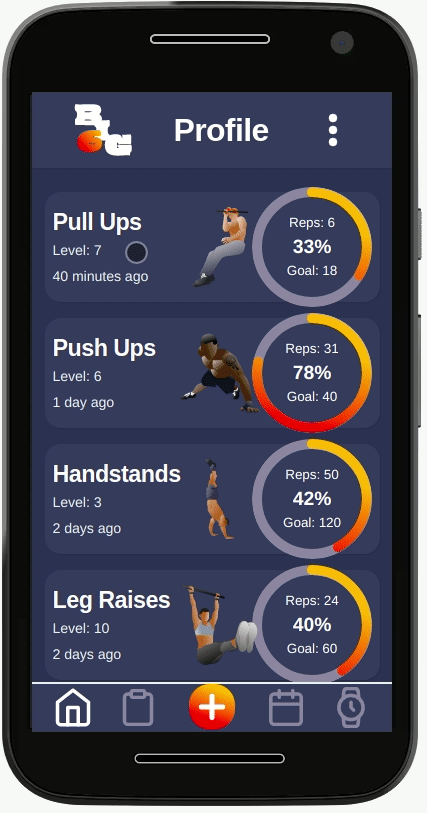 B
G
G
Profile
Pull Ups
Level: 7
40 minutes ago
Reps: 6
33%
Goal: 18
Push Ups
Level: 6
1 day ago
Reps: 31
78%
Goal: 40
Handstands
Level: 3
2 days ago
Reps: 50
42%
Goal: 120
Leg Raises
Level: 10
2 days ago
Reps: 24
40%
Goal: 60